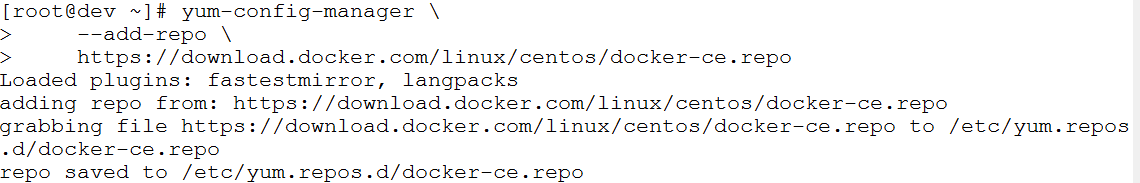 [root@dev ~]# yum-config-manager \
>     --add-repo \
>     https://download.docker.com/linux/centos/docker-ce.repo
Loaded plugins: fastestmirror, langpacks
adding repo from: https://download.docker.com/linux/centos/docker-ce.repo
grabbing file https://download.docker.com/linux/centos/docker-ce.repo to /etc/yum.repos
.d/docker-ce.repo
repo saved to /etc/yum.repos.d/docker-ce.repo